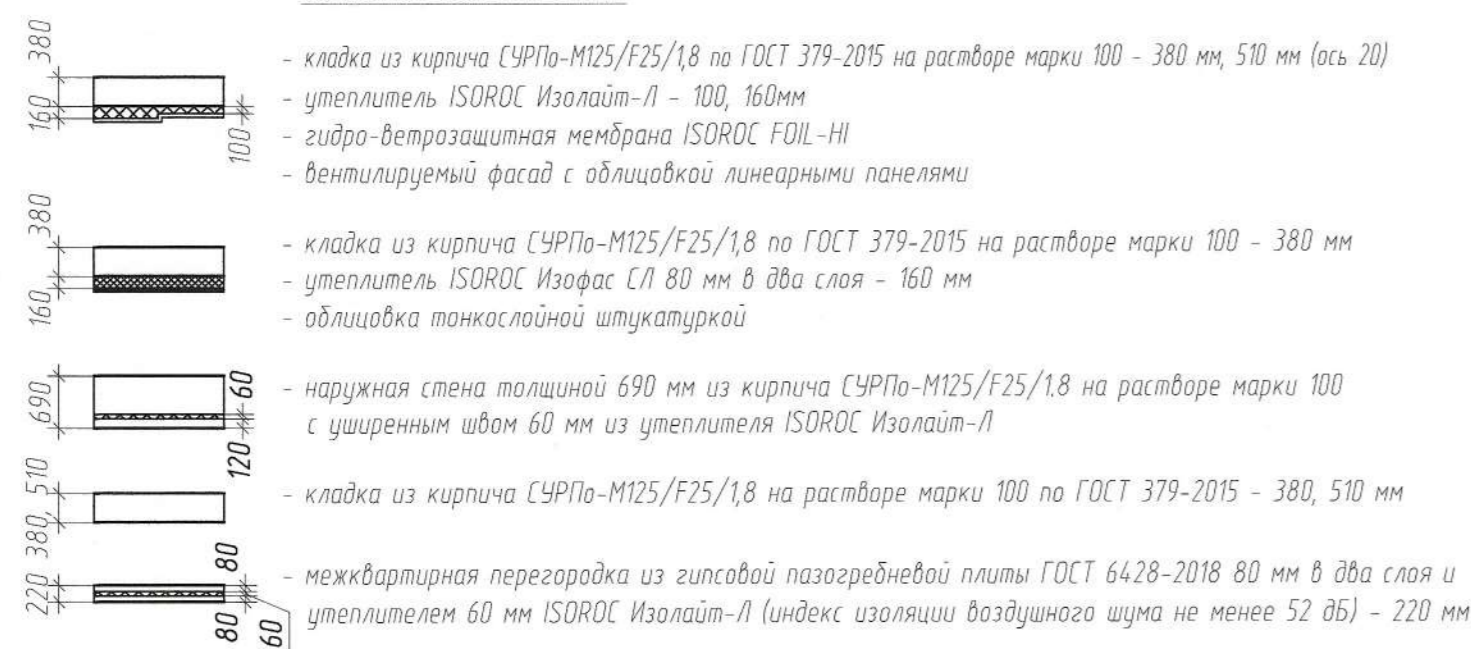 380
160
100
- кладка из кирпича СУРПо-М125/F25/1,8 по ГОСТ 379-2015 на растворе марки 100 - 380 мм, 510 мм (ось 20)
- утеплитель ISOROC Изолайт-Л - 100, 160мм
- гидро-ветрозащитная мембрана ISOROC FOIL-HI
- вентилируемый фасад с облицовкой линеарными панелями
380
160
- кладка из кирпича СУРПо-М125/F25/1,8 по ГОСТ 379-2015 на растворе марки 100 - 380 мм
- утеплитель ISOROC Изофас СЛ 80 мм в два слоя - 160 мм
- облицовка тонкослойной штукатуркой
690
60
120
- наружная стена толщиной 690 мм из кирпича СУРПо-М125/F25/1.8 на растворе марки 100
с уширенным швом 60 мм из утеплителя ISOROC Изолайт-Л
380, 510
- кладка из кирпича СУРПо-М125/F25/1,8 на растворе марки 100 по ГОСТ 379-2015 - 380, 510 мм
220
80
80
60
- межквартирная перегородка из гипсовой пазогребневой плиты ГОСТ 6428-2018 80 мм в два слоя и
утеплителем 60 мм ISOROC Изолайт-Л (индекс изоляции воздушного шума не менее 52 дБ) - 220 мм